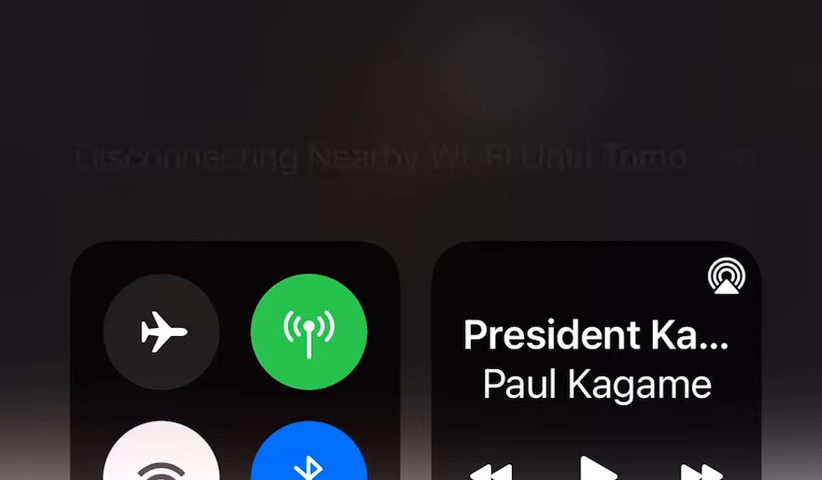 Disconnecting Nearby Wi-Fi Until Tomorrow
President Ka...
Paul Kagame